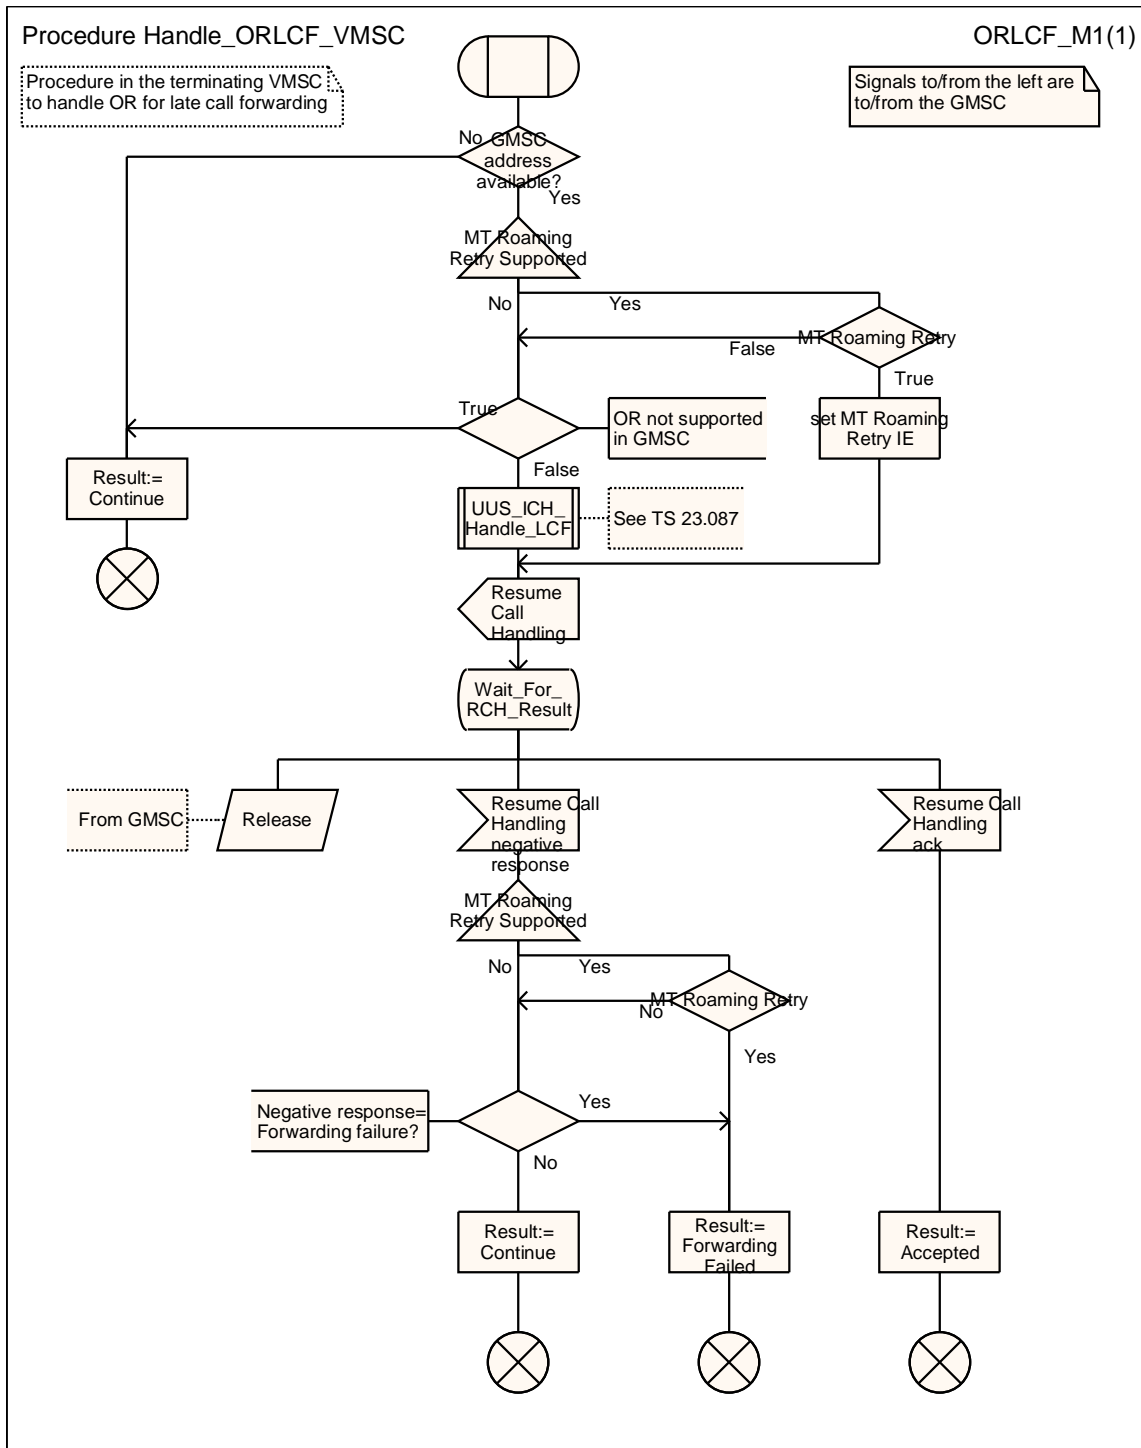 Procedure Handle_ORLCF_VMSC
ORLCF_M1(1)
Procedure in the terminating VMSC
to handle OR for late call forwarding
Signals to/from the left are
to/from the GMSC
No
GMSC
address
available?
Yes
MT Roaming
Retry Supported
No
Yes
MT Roaming Retry
False
True
True
OR not supported
in GMSC
set MT Roaming
Retry IE
False
Result:=
Continue
UUS_ICH_
Handle_LCF
See TS 23.087
Resume
Call
Handling
Wait_For_
RCH_Result
From GMSC
Release
Resume Call
Handling
negative
response
Resume Call
Handling
ack
MT Roaming
Retry Supported
No
Yes
MT Roaming Retry
No
Yes
Negative response=
Forwarding failure?
Yes
No
Result:=
Continue
Result:=
Forwarding
Failed
Result:=
Accepted